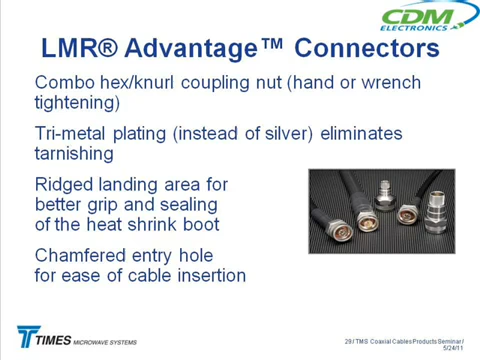 CDM
ELECTRONICS
LMR® Advantage™ Connectors
Combo hex/knurl coupling nut (hand or wrench
tightening)
Tri-metal plating (instead of silver) eliminates
tarnishing
Ridged landing area for
better grip and sealing
of the heat shrink boot
Chamfered entry hole
for ease of cable insertion
TIMES MICROWAVE SYSTEMS
29 / TMS Coaxial Cables Products Seminar /
5/24/11